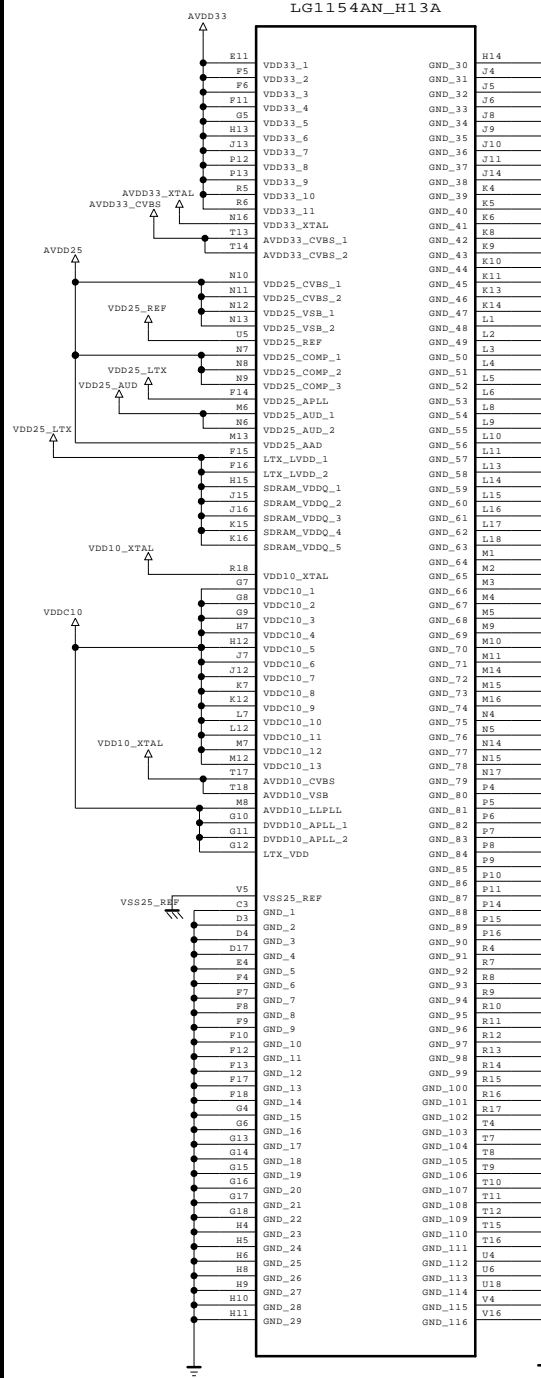 LG1154AN_H13A
AVDD33
AVDD33_XTAL
AVDD33_CVBS
AVDD25
VDD25_REF
VDD25_LTX
VDD25_AUD
VDD25_LTX
VDD10_XTAL
VDDC10
VDD10_XTAL
VSS25_REF
E11 VDD33_1
F5 VDD33_2
F6 VDD33_3
F11 VDD33_4
G5 VDD33_5
H13 VDD33_6
J13 VDD33_7
P12 VDD33_8
P13 VDD33_9
R5 VDD33_10
R6 VDD33_11
N16 VDD33_XTAL
T13 AVDD33_CVBS_1
T14 AVDD33_CVBS_2
N10 VDD25_CVBS_1
N11 VDD25_CVBS_2
N12 VDD25_VSB_1
N13 VDD25_VSB_2
U5 VDD25_REF
N7 VDD25_COMP_1
N8 VDD25_COMP_2
N9 VDD25_COMP_3
F14 VDD25_APLL
M6 VDD25_AUD_1
N6 VDD25_AUD_2
M13 VDD25_AAD
F15 LTX_LVDD_1
F16 LTX_LVDD_2
H15 SDRAM_VDDQ_1
J15 SDRAM_VDDQ_2
J16 SDRAM_VDDQ_3
K15 SDRAM_VDDQ_4
K16 SDRAM_VDDQ_5
R18 VDD10_XTAL
G7 VDDC10_1
G8 VDDC10_2
G9 VDDC10_3
H7 VDDC10_4
H12 VDDC10_5
J7 VDDC10_6
J12 VDDC10_7
K7 VDDC10_8
K12 VDDC10_9
L7 VDDC10_10
L12 VDDC10_11
M7 VDDC10_12
M12 VDDC10_13
T17 AVDD10_CVBS
T18 AVDD10_VSB
M8 AVDD10_LLPLL
G10 DVDD10_APLL_1
G11 DVDD10_APLL_2
G12 LTX_VDD
V5 VSS25_REF
C3 GND_1
D3 GND_2
D4 GND_3
D17 GND_4
E4 GND_5
F4 GND_6
F7 GND_7
F8 GND_8
F9 GND_9
F10 GND_10
F12 GND_11
F13 GND_12
F17 GND_13
F18 GND_14
G4 GND_15
G6 GND_16
G13 GND_17
G14 GND_18
G15 GND_19
G16 GND_20
G17 GND_21
G18 GND_22
H4 GND_23
H5 GND_24
H6 GND_25
H8 GND_26
H9 GND_27
H10 GND_28
H11 GND_29
GND_30 H14
GND_31 J4
GND_32 J5
GND_33 J6
GND_34 J8
GND_35 J9
GND_36 J10
GND_37 J11
GND_38 J14
GND_39 K4
GND_40 K5
GND_41 K6
GND_42 K8
GND_43 K9
GND_44 K10
GND_45 K11
GND_46 K13
GND_47 K14
GND_48 L1
GND_49 L2
GND_50 L3
GND_51 L4
GND_52 L5
GND_53 L6
GND_54 L8
GND_55 L9
GND_56 L10
GND_57 L11
GND_58 L13
GND_59 L14
GND_60 L15
GND_61 L16
GND_62 L17
GND_63 L18
GND_64 M1
GND_65 M2
GND_66 M3
GND_67 M4
GND_68 M5
GND_69 M9
GND_70 M10
GND_71 M11
GND_72 M14
GND_73 M15
GND_74 M16
GND_75 N4
GND_76 N5
GND_77 N14
GND_78 N15
GND_79 N17
GND_80 P4
GND_81 P5
GND_82 P6
GND_83 P7
GND_84 P8
GND_85 P9
GND_86 P10
GND_87 P11
GND_88 P14
GND_89 P15
GND_90 P16
GND_91 R4
GND_92 R7
GND_93 R8
GND_94 R9
GND_95 R10
GND_96 R11
GND_97 R12
GND_98 R13
GND_99 R14
GND_100 R15
GND_101 R16
GND_102 R17
GND_103 T4
GND_104 T7
GND_105 T8
GND_106 T9
GND_107 T10
GND_108 T11
GND_109 T12
GND_110 T15
GND_111 T16
GND_112 U4
GND_113 U6
GND_114 U18
GND_115 V4
GND_116 V16